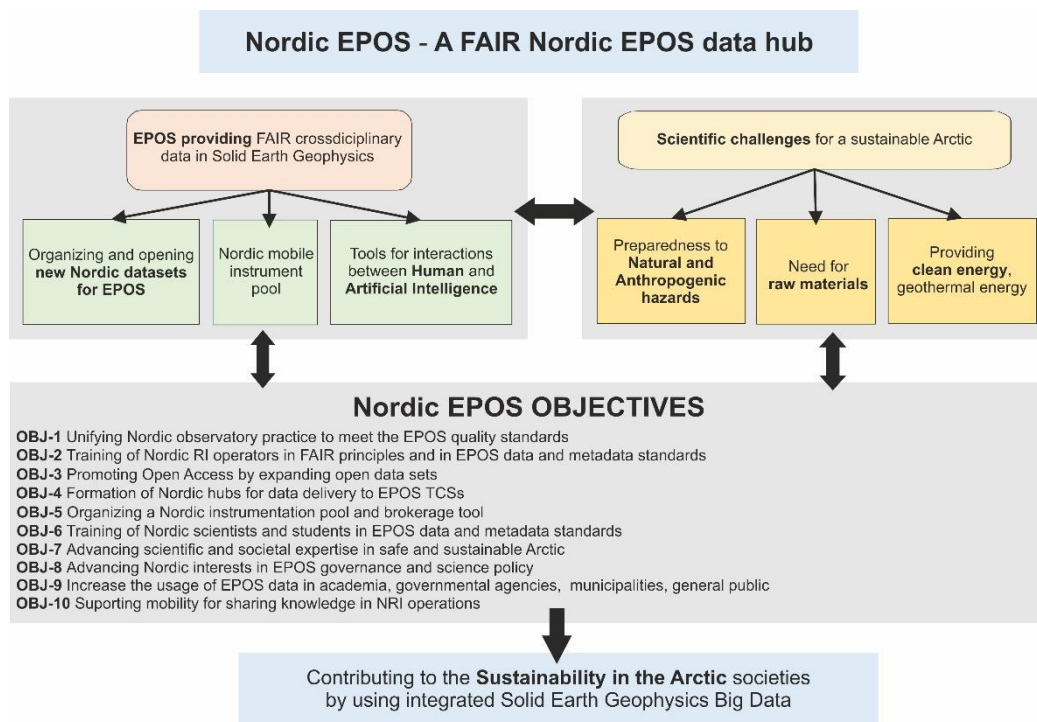 Nordic EPOS - A FAIR Nordic EPOS data hub
EPOS providing FAIR crossdiciplinary
data in Solid Earth Geophysics
Organizing and opening
new Nordic datasets
for EPOS
Nordic mobile
instrument
pool
Tools for interactions
between Human and
Artificial Intelligence
Scientific challenges for a sustainable Arctic
Preparedness to
Natural and
Anthropogenic
hazards
Need for
raw materials
Providing
clean energy,
geothermal energy
Nordic EPOS OBJECTIVES
OBJ-1 Unifying Nordic observatory practice to meet the EPOS quality standards
OBJ-2 Training of Nordic RI operators in FAIR principles and in EPOS data and metadata standards
OBJ-3 Promoting Open Access by expanding open data sets
OBJ-4 Formation of Nordic hubs for data delivery to EPOS TCSs
OBJ-5 Organizing a Nordic instrumentation pool and brokerage tool
OBJ-6 Training of Nordic scientists and students in EPOS data and metadata standards
OBJ-7 Advancing scientific and societal expertise in safe and sustainable Arctic
OBJ-8 Advancing Nordic interests in EPOS governance and science policy
OBJ-9 Increase the usage of EPOS data in academia, governmental agencies, municipalities, general public
OBJ-10 Suporting mobility for sharing knowledge in NRI operations
Contributing to the Sustainability in the Arctic societies
by using integrated Solid Earth Geophysics Big Data